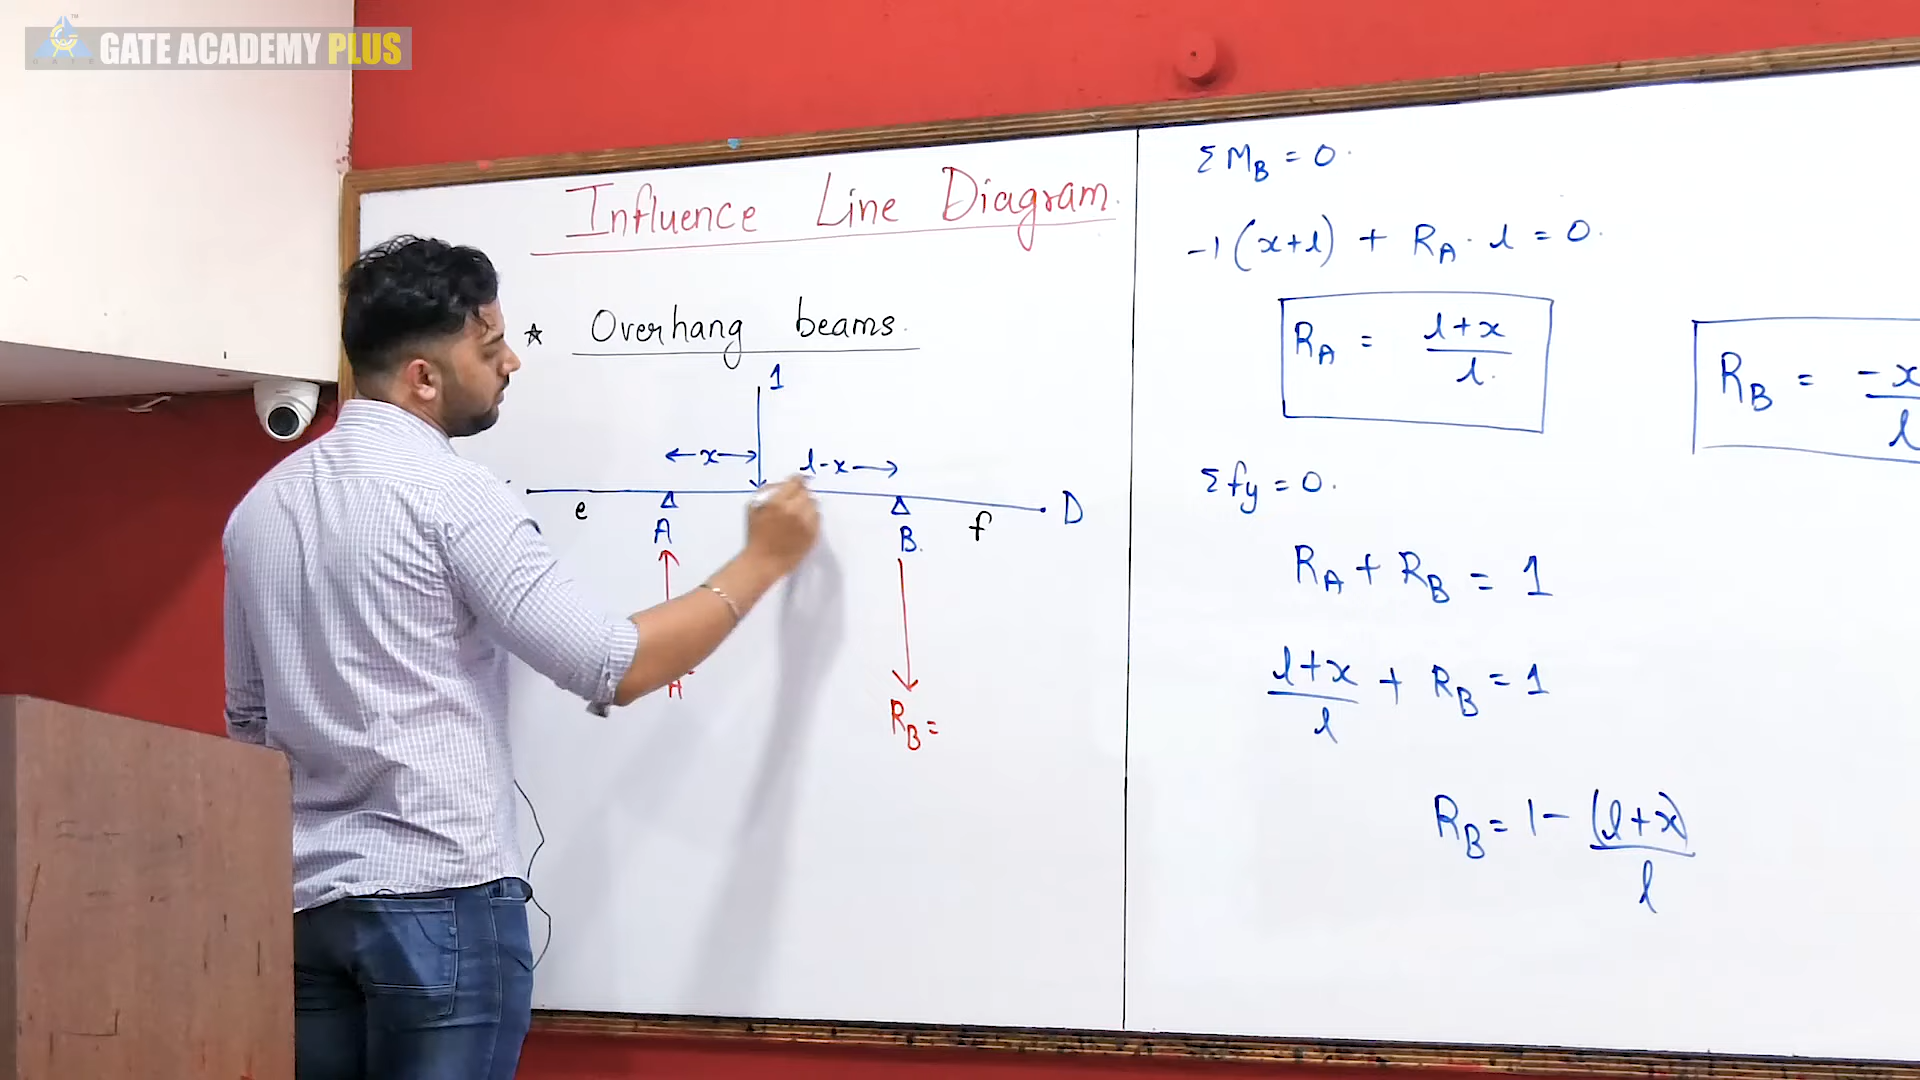 GATE ACADEMY PLUS
Influence Line Diagram.
☆ Overhang beams.
1
←x→ l-x→
e A B. f D
R_B =
ΣM_B = 0.
-1(x+l) + R_A · l = 0.
R_A = (l+x)/l.
R_B = -x/l
Σfy = 0.
R_A + R_B = 1
(l+x)/l + R_B = 1
R_B = 1 - (l+x)/l